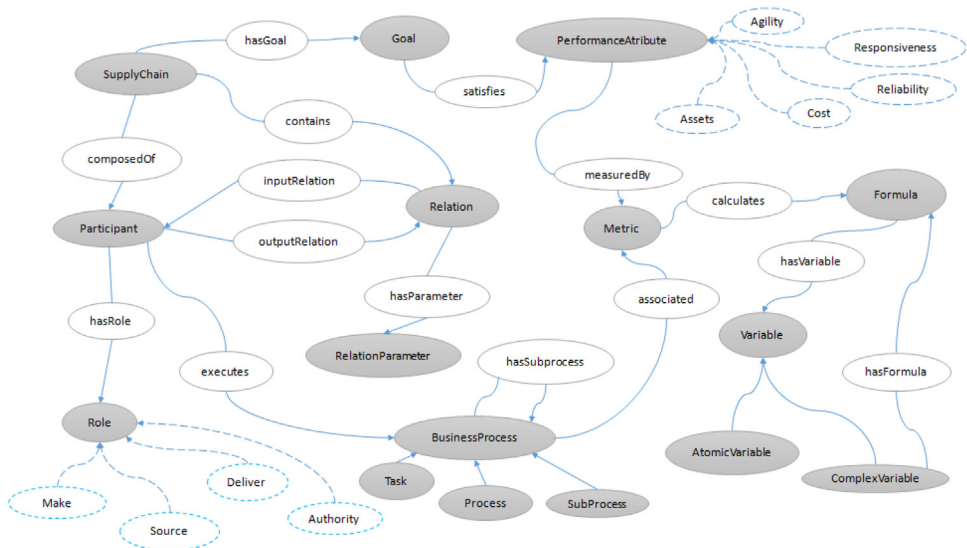 Agility
hasGoal
Goal
PerformanceAtribute
Responsiveness
SupplyChain
satisfies
Reliability
contains
Assets
Cost
composedOf
measuredBy
inputRelation
Formula
Relation
calculates
Participant
Metric
outputRelation
hasVariable
hasParameter
associated
hasRole
Variable
RelationParameter
hasSubprocess
executes
hasFormula
Role
BusinessProcess
AtomicVariable
Deliver
Task
ComplexVariable
Make
Process
SubProcess
Authority
Source